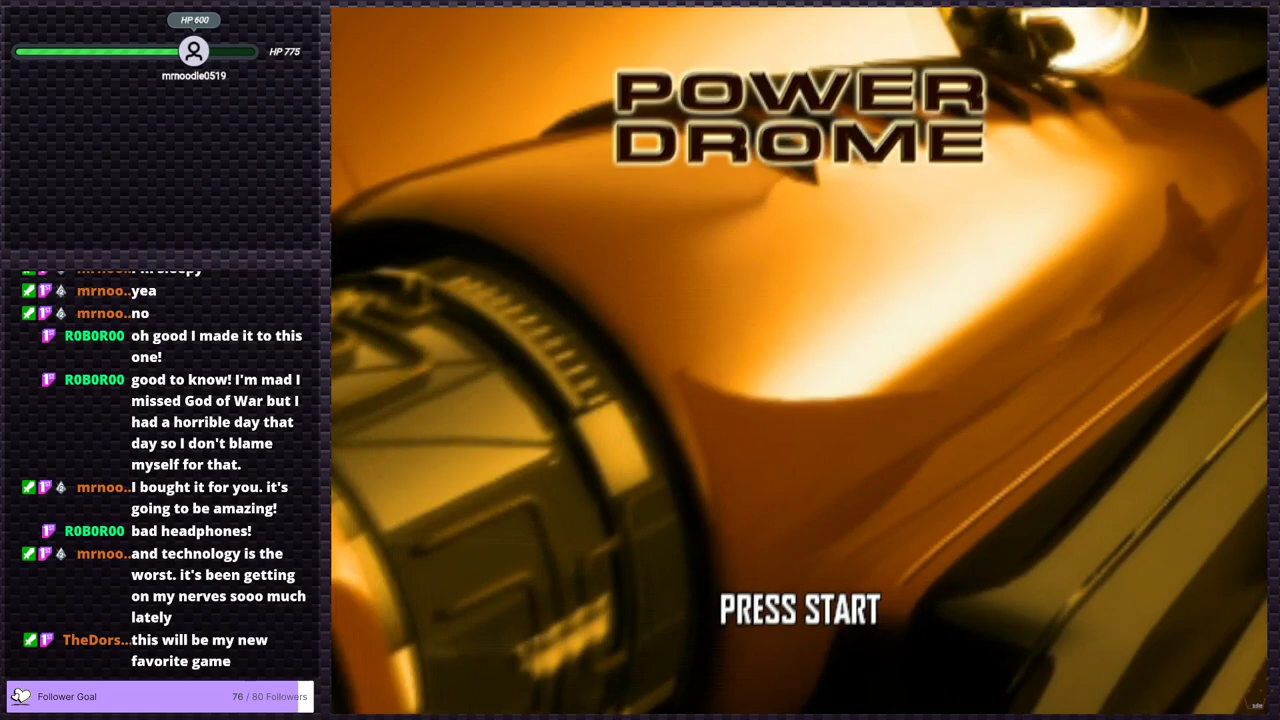 HP 600
HP 775
mrnoodle0519
POWER
DROME
mrnoo..
yea
mrnoo..no
R0B0R00 oh good I made it to this
one!
R0B0R00 good to know! I'm mad I
missed God of War but I
had a horrible day that
day so I don't blame
myself for that.
mrnoo..I bought it for you. it's
going to be amazing!
R0B0R00 bad headphones!
mrnoo..and technology is the
worst. it's been getting
on my nerves sooo much
lately
TheDors...this will be my new
favorite game
PRESS START
Follower Goal 76 / 80 Followers